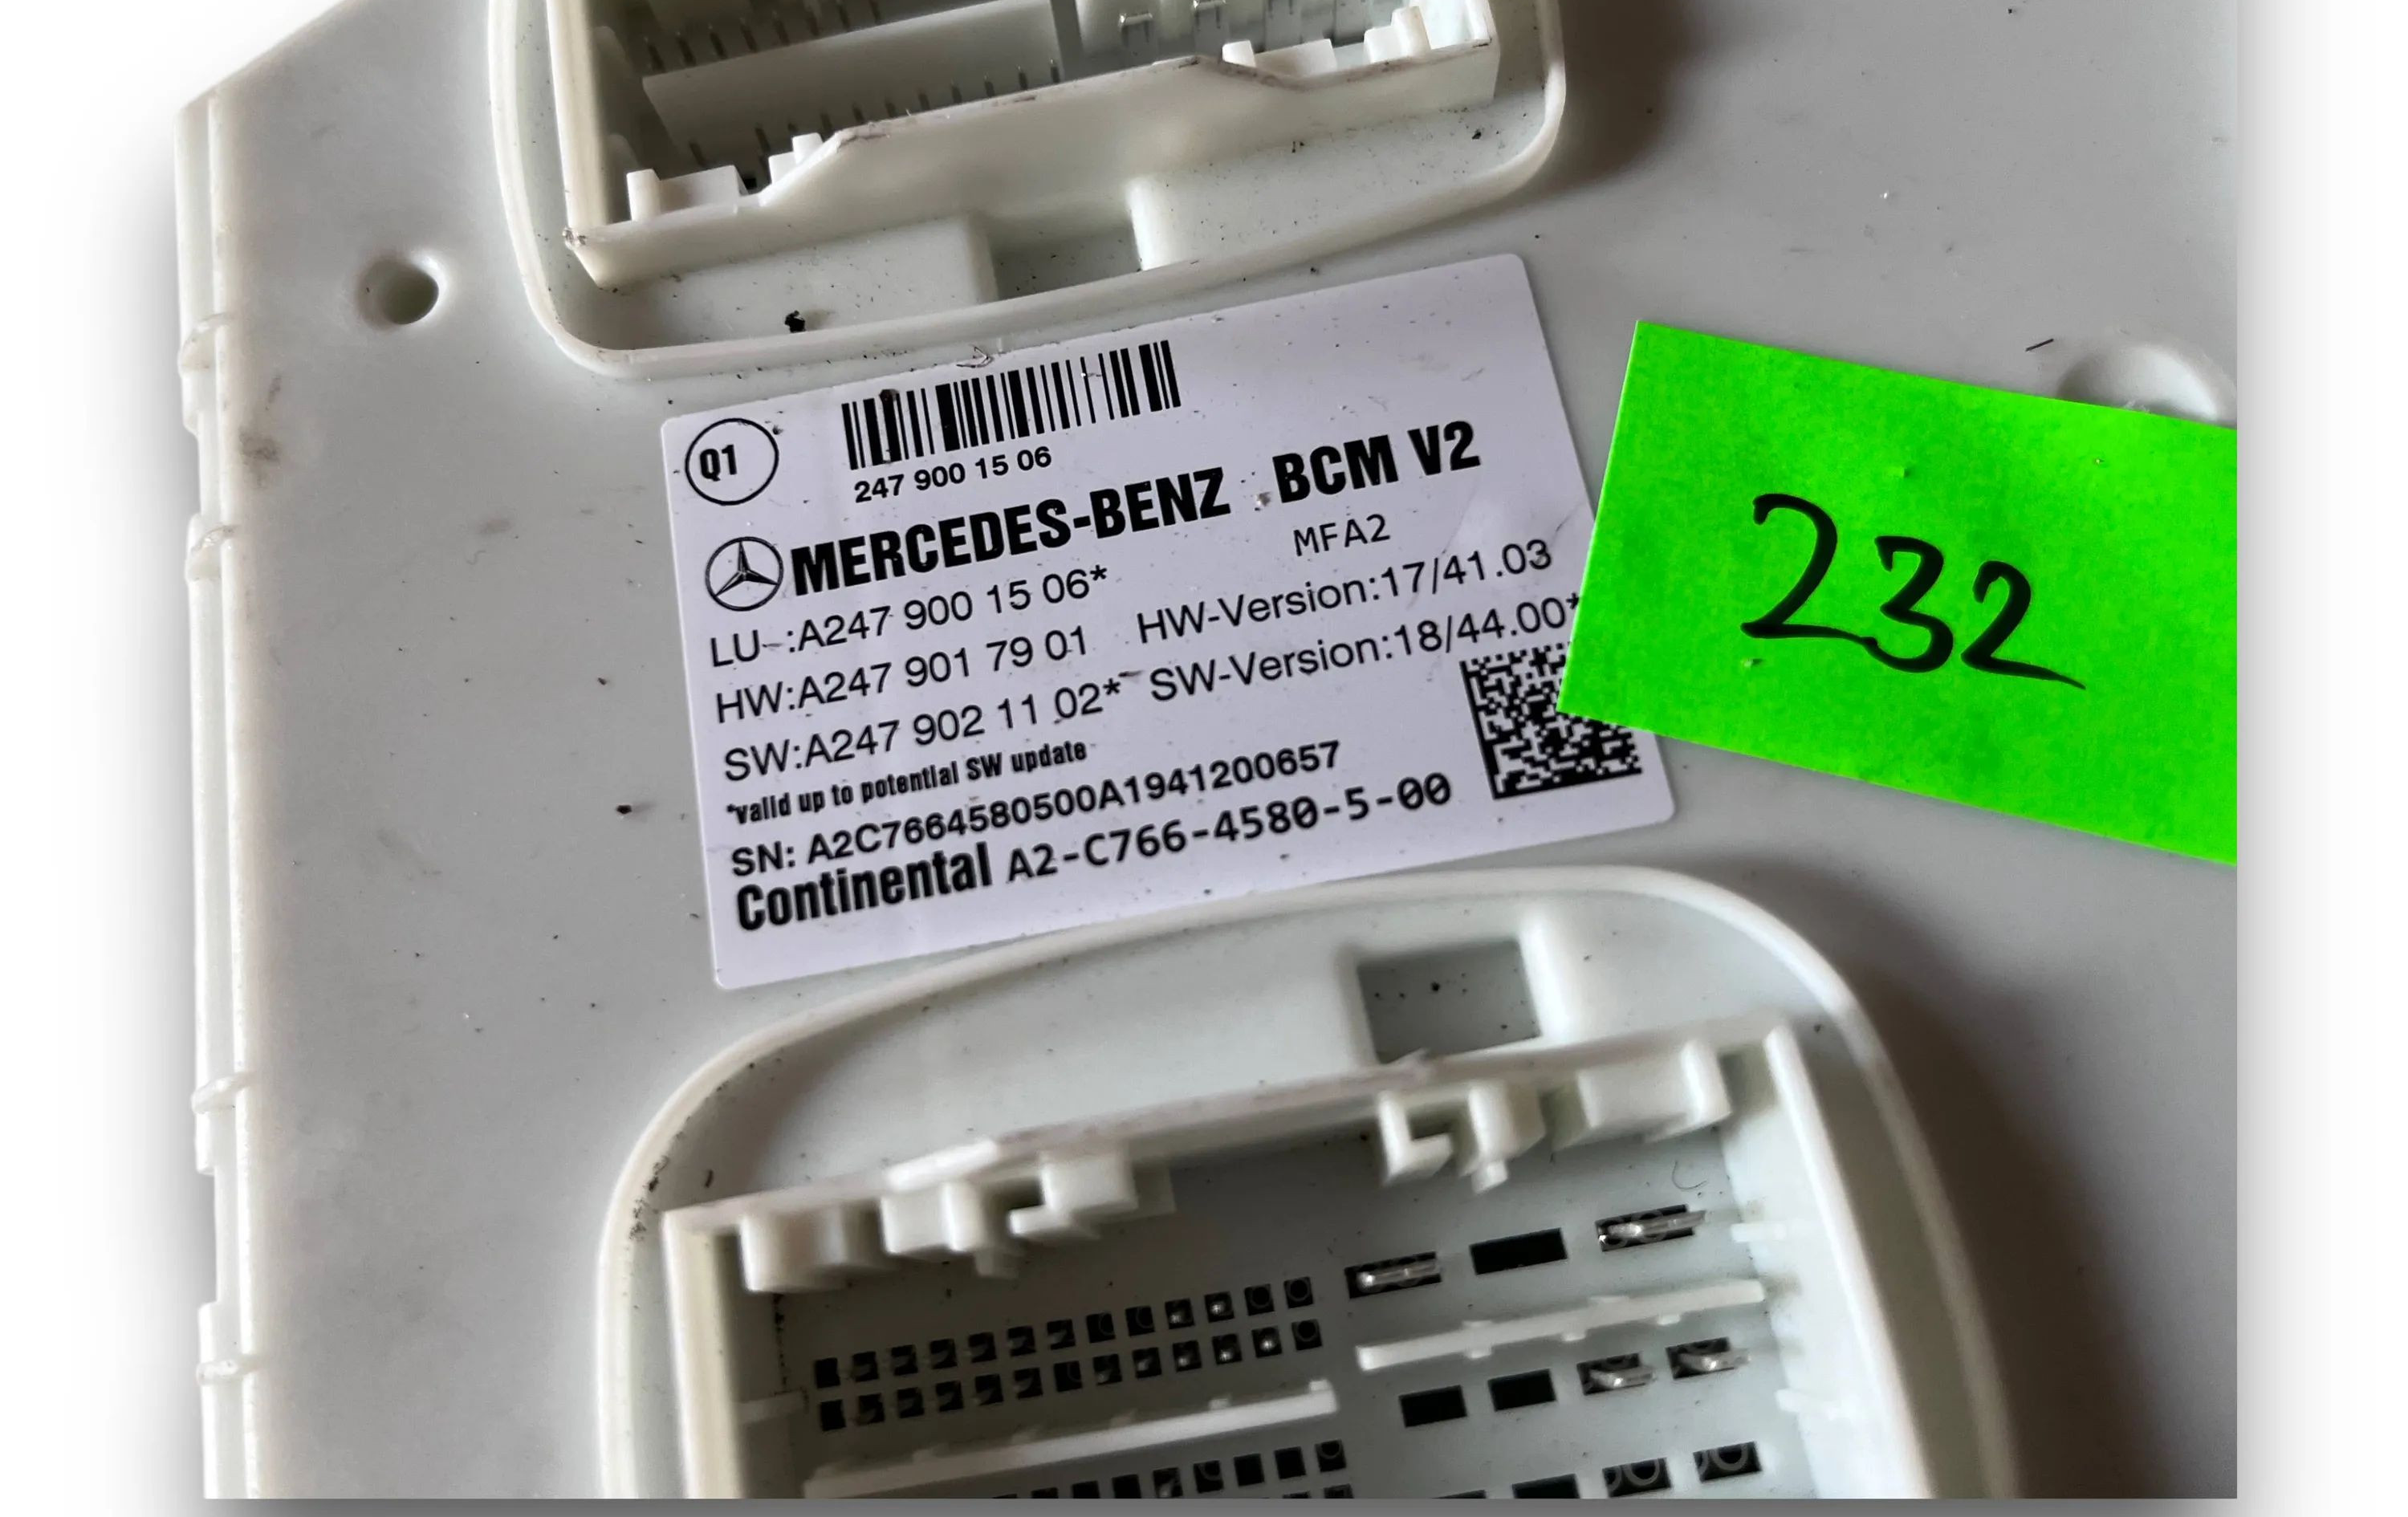 Q1
247 900 15 06
MERCEDES-BENZ BCM V2
MFA2
LU-:A247 900 15 06*
HW:A247 901 79 01 HW-Version:17/41.03
SW:A247 902 11 02* SW-Version:18/44.00*
*valid up to potential SW update
SN: A2C7664580500A1941200657
Continental A2-C766-4580-5-00
232